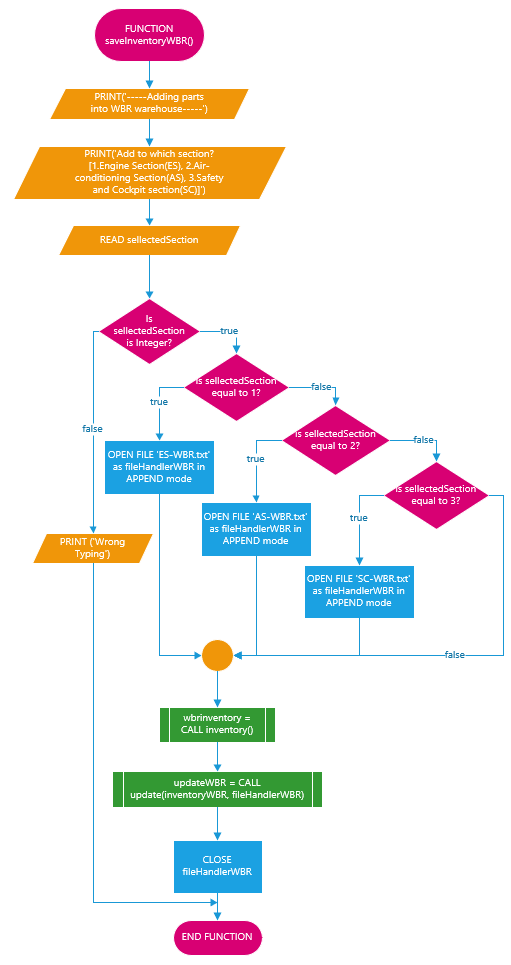 FUNCTION
saveInventoryWBR()
PRINT('-----Adding parts
into WBR warehouse-----')
PRINT('Add to which section?
[1.Engine Section(ES), 2.Air-
conditioning Section(AS), 3.Safety
and Cockpit section(SC)]')
READ sellectedSection
Is
sellectedSection
is Integer?
true
Is sellectedSection
equal to 1?
false
true
false
Is sellectedSection
equal to 2?
false
OPEN FILE 'ES-WBR.txt'
as fileHandlerWBR in
APPEND mode
true
Is sellectedSection
equal to 3?
OPEN FILE 'AS-WBR.txt'
as fileHandlerWBR in
APPEND mode
true
PRINT ('Wrong
Typing')
OPEN FILE 'SC-WBR.txt'
as fileHandlerWBR in
APPEND mode
false
wbrinventory =
CALL inventory()
updateWBR = CALL
update(inventoryWBR, fileHandlerWBR)
CLOSE
fileHandlerWBR
END FUNCTION